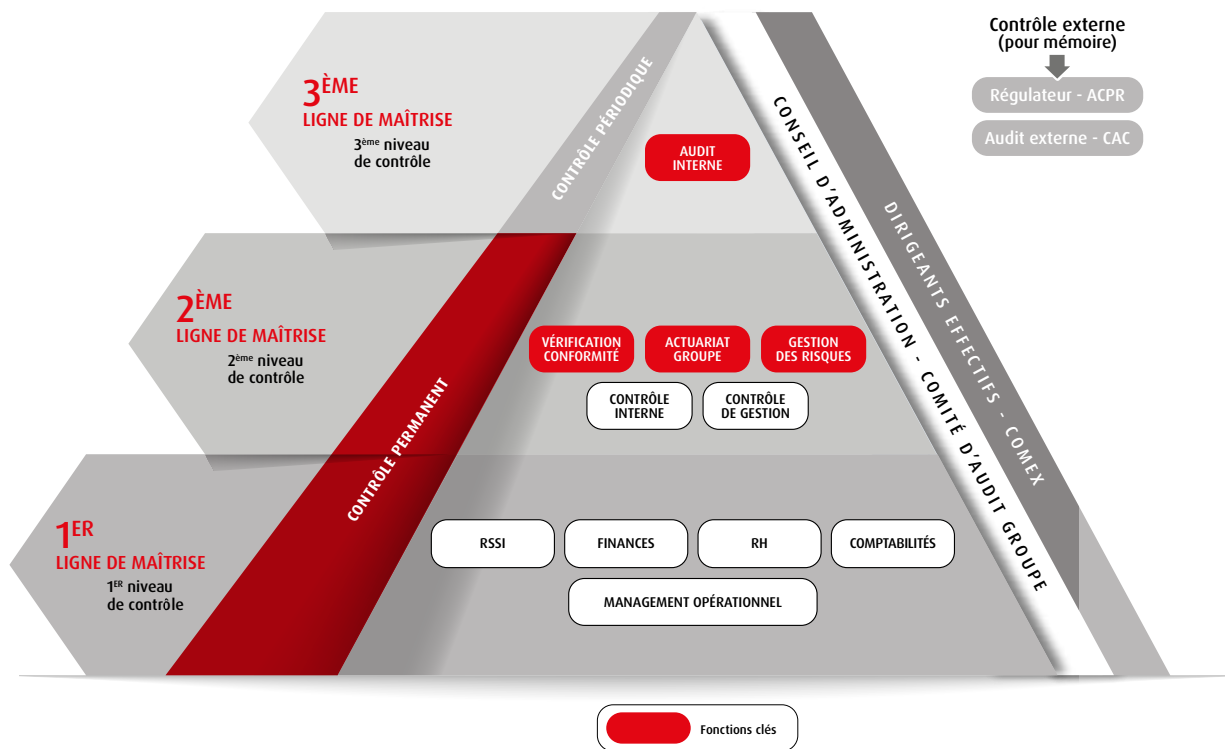 Contrôle externe
(pour mémoire)
Régulateur - ACPR
Audit externe - CAC
3ÈME
LIGNE DE MAÎTRISE
3ème niveau
de contrôle
CONTRÔLE PÉRIODIQUE
AUDIT
INTERNE
CONSEIL D'ADMINISTRATION - COMITÉ D'AUDIT GROUPE
DIRIGEANTS EFFECTIFS - COMEX
2ÈME
LIGNE DE MAÎTRISE
2ème niveau
de contrôle
CONTRÔLE PERMANENT
VÉRIFICATION
CONFORMITÉ
ACTUARIAT
GROUPE
GESTION
DES RISQUES
CONTRÔLE
INTERNE
CONTRÔLE
DE GESTION
1ER
LIGNE DE MAÎTRISE
1ER niveau
de contrôle
RSSI
FINANCES
RH
COMPTABILITÉS
MANAGEMENT OPÉRATIONNEL
Fonctions clés